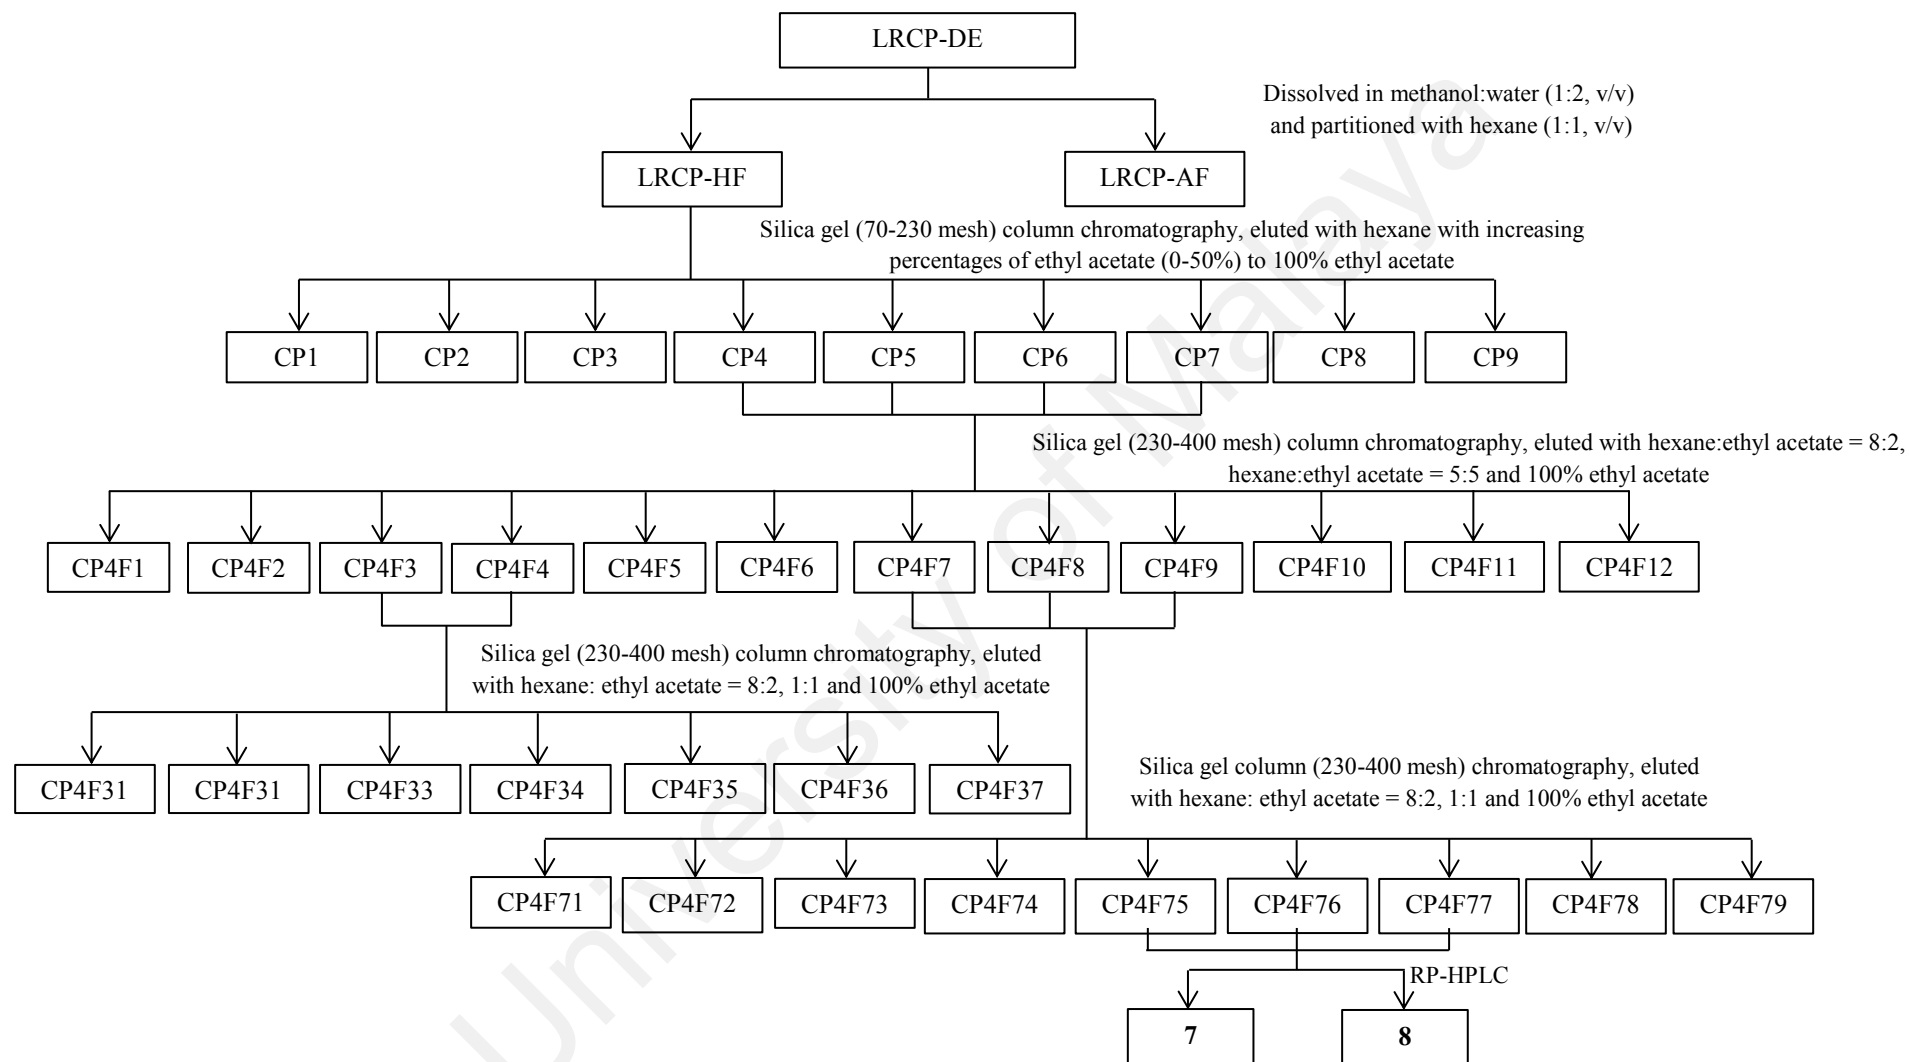 LRCP-DE
Dissolved in methanol:water (1:2, v/v)
and partitioned with hexane (1:1, v/v)
LRCP-HF
LRCP-AF
Silica gel (70-230 mesh) column chromatography, eluted with hexane with increasing
percentages of ethyl acetate (0-50%) to 100% ethyl acetate
CP1
CP2
CP3
CP4
CP5
CP6
CP7
CP8
CP9
Silica gel (230-400 mesh) column chromatography, eluted with hexane:ethyl acetate = 8:2,
hexane:ethyl acetate = 5:5 and 100% ethyl acetate
CP4F1
CP4F2
CP4F3
CP4F4
CP4F5
CP4F6
CP4F7
CP4F8
CP4F9
CP4F10
CP4F11
CP4F12
Silica gel (230-400 mesh) column chromatography, eluted
with hexane: ethyl acetate = 8:2, 1:1 and 100% ethyl acetate
CP4F31
CP4F31
CP4F33
CP4F34
CP4F35
CP4F36
CP4F37
Silica gel column (230-400 mesh) chromatography, eluted
with hexane: ethyl acetate = 8:2, 1:1 and 100% ethyl acetate
CP4F71
CP4F72
CP4F73
CP4F74
CP4F75
CP4F76
CP4F77
CP4F78
CP4F79
RP-HPLC
7
8
University of Malaya